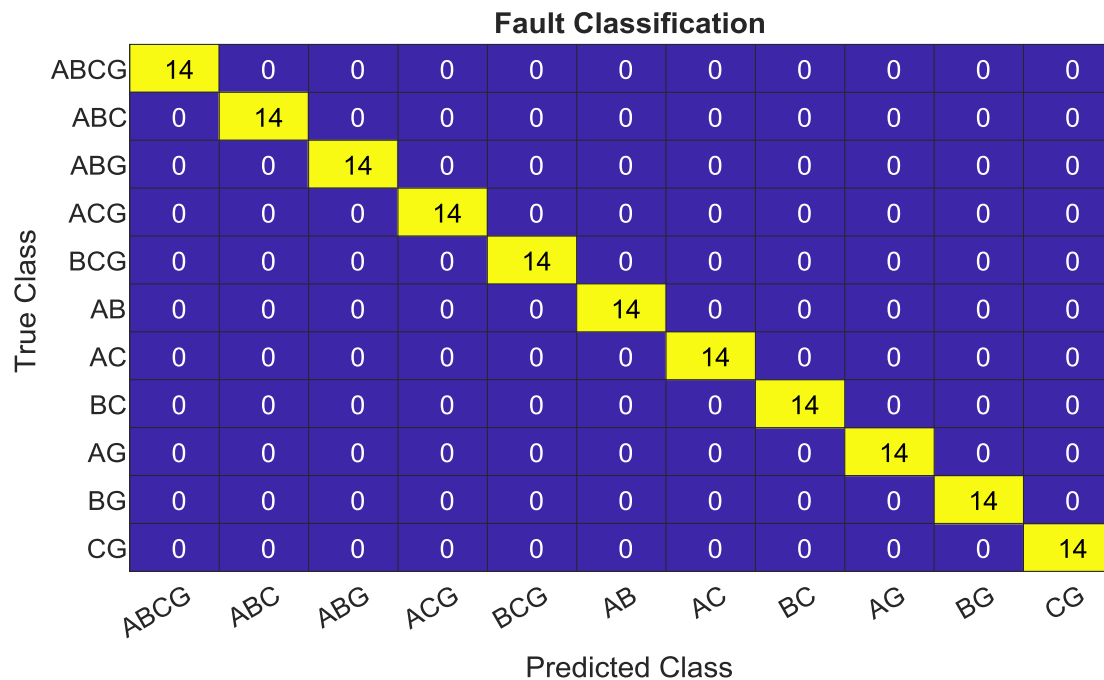 Fault Classification
ABCG 14 0 0 0 0 0 0 0 0 0 0
ABC 0 14 0 0 0 0 0 0 0 0 0
ABG 0 0 14 0 0 0 0 0 0 0 0
ACG 0 0 0 14 0 0 0 0 0 0 0
BCG 0 0 0 0 14 0 0 0 0 0 0
AB 0 0 0 0 0 14 0 0 0 0 0
AC 0 0 0 0 0 0 14 0 0 0 0
BC 0 0 0 0 0 0 0 14 0 0 0
AG 0 0 0 0 0 0 0 0 14 0 0
BG 0 0 0 0 0 0 0 0 0 14 0
CG 0 0 0 0 0 0 0 0 0 0 14
True Class
ABCG ABC ABG ACG BCG AB AC BC AG BG CG
Predicted Class